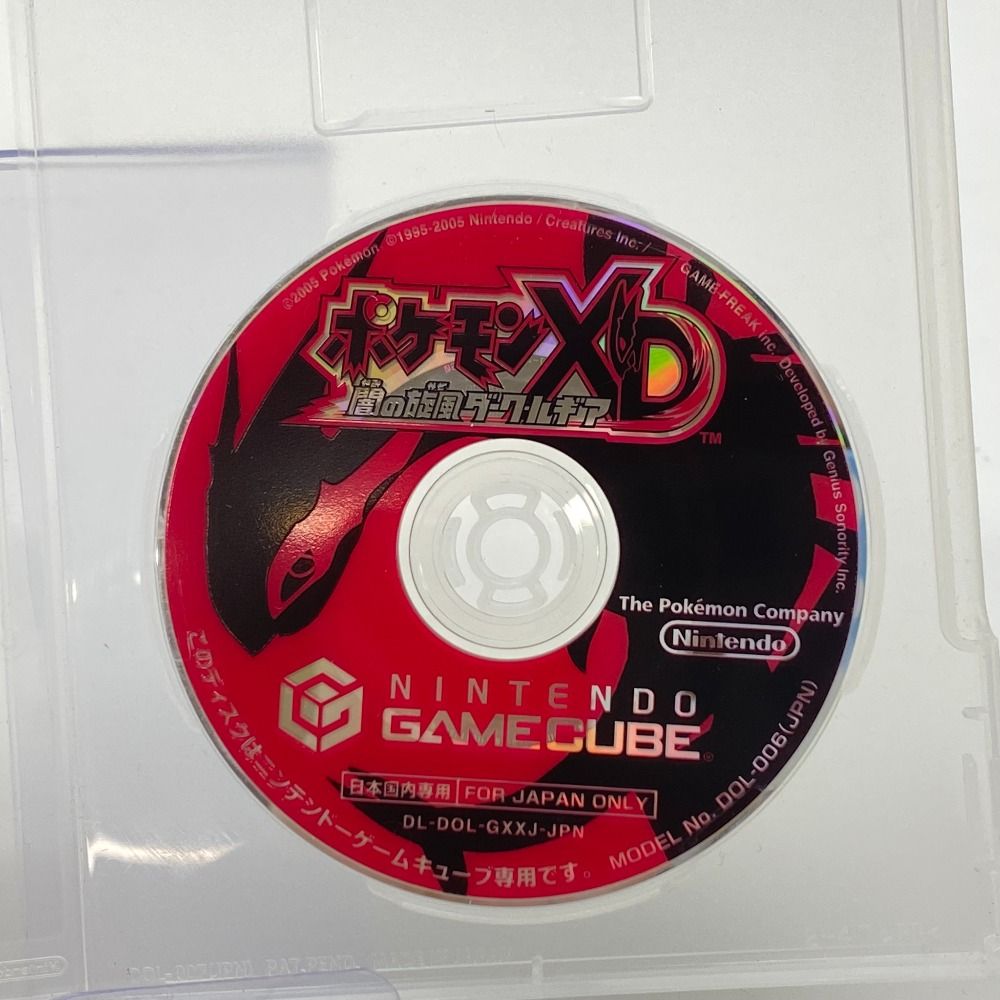 ©2005 Pokémon ©1995-2005 Nintendo / Creatures Inc. / GAME FREAK inc. Developed by Genius Sonority Inc.
ポケモンXD
やみ かぜ
闇の旋風ダーク・ルギア
TM
The Pokémon Company
Nintendo
NINTENDO
GAMECUBE®
日本国内専用 FOR JAPAN ONLY
DL-DOL-GXXJ-JPN
このディスクはニンテンドーゲームキューブ専用です。
MODEL No. DOL-006(JPN)